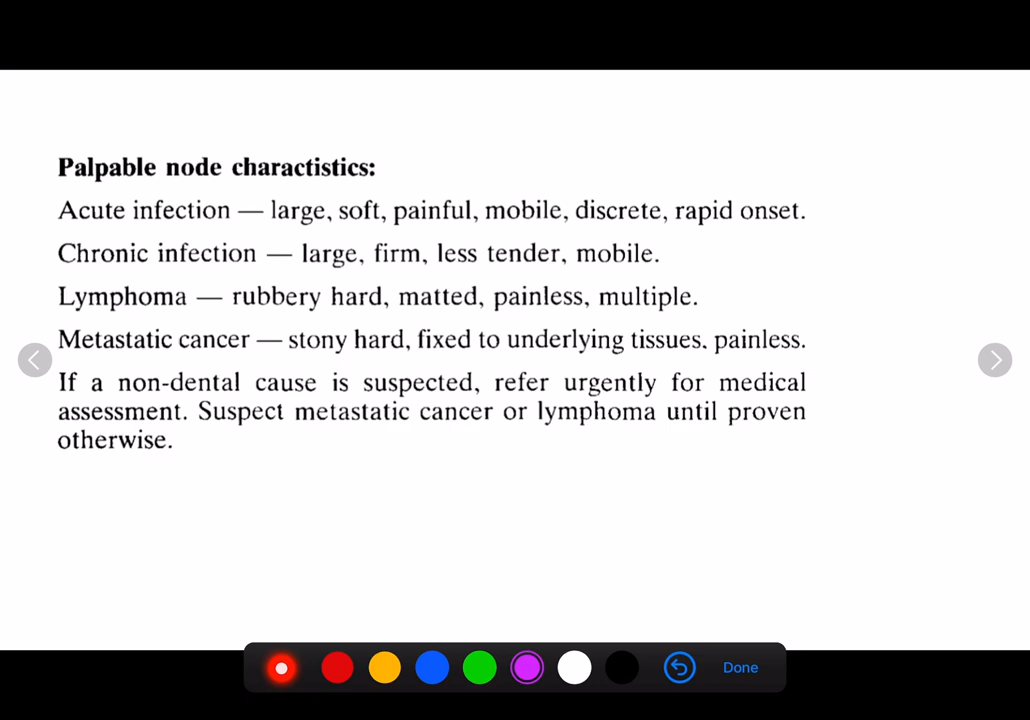 Palpable node charctistics:
Acute infection — large, soft, painful, mobile, discrete, rapid onset.
Chronic infection — large, firm, less tender, mobile.
Lymphoma — rubbery hard, matted, painless, multiple.
Metastatic cancer — stony hard, fixed to underlying tissues. painless.
If a non-dental cause is suspected, refer urgently for medical
assessment. Suspect metastatic cancer or lymphoma until proven
otherwise.
Done